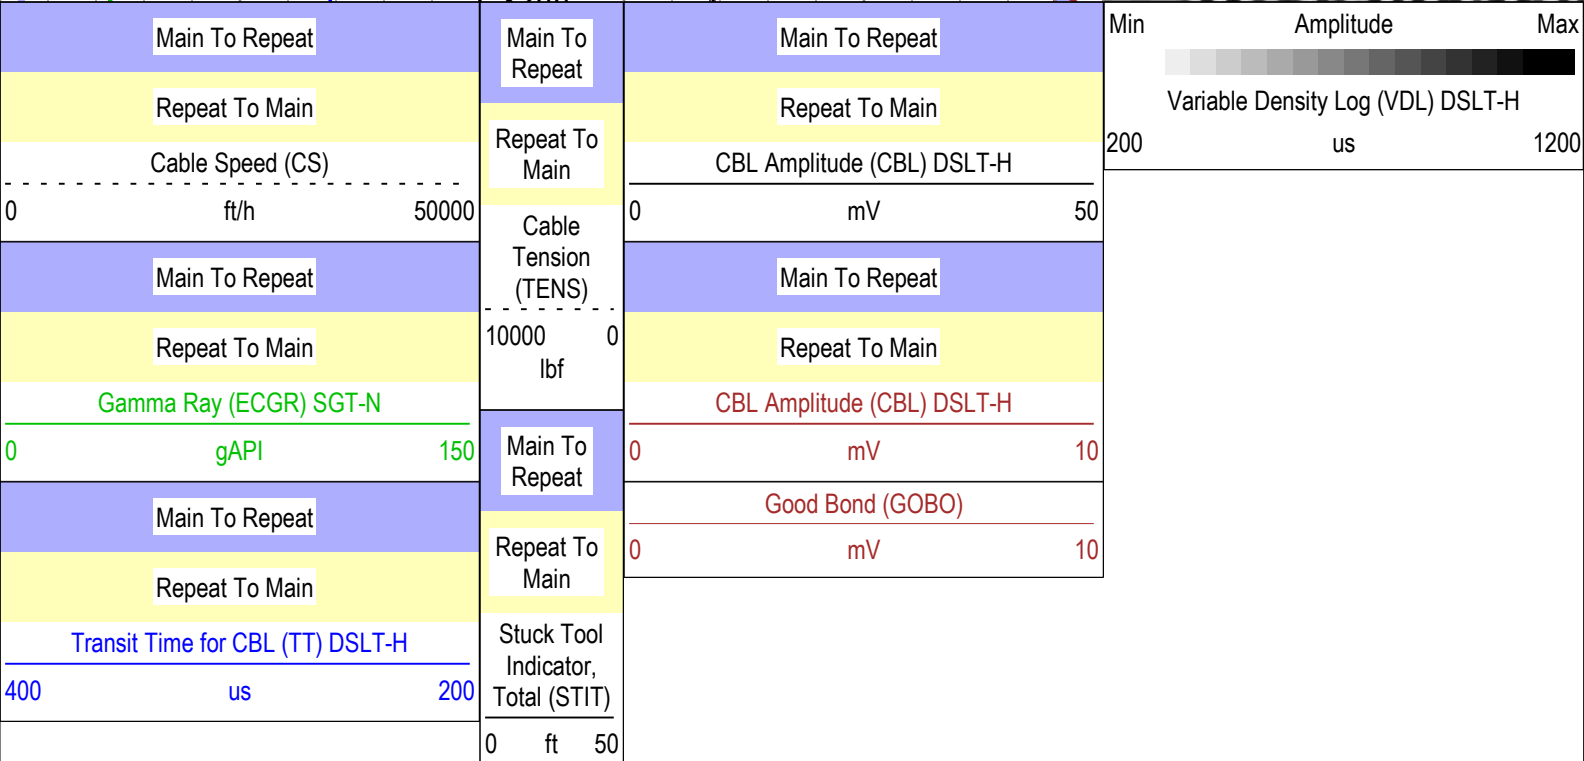 Main To Repeat
Repeat To Main
Cable Speed (CS)
0 ft/h 50000
Main To Repeat
Repeat To Main
Gamma Ray (ECGR) SGT-N
0 gAPI 150
Main To Repeat
Repeat To Main
Transit Time for CBL (TT) DSLT-H
400 us 200
Main To
Repeat
Repeat To
Main
Cable
Tension
(TENS)
10000 0
lbf
Main To
Repeat
Repeat To
Main
Stuck Tool
Indicator,
Total (STIT)
0 ft 50
Main To Repeat
Repeat To Main
CBL Amplitude (CBL) DSLT-H
0 mV 50
Main To Repeat
Repeat To Main
CBL Amplitude (CBL) DSLT-H
0 mV 10
Good Bond (GOBO)
0 mV 10
Min Amplitude Max
Variable Density Log (VDL) DSLT-H
200 us 1200